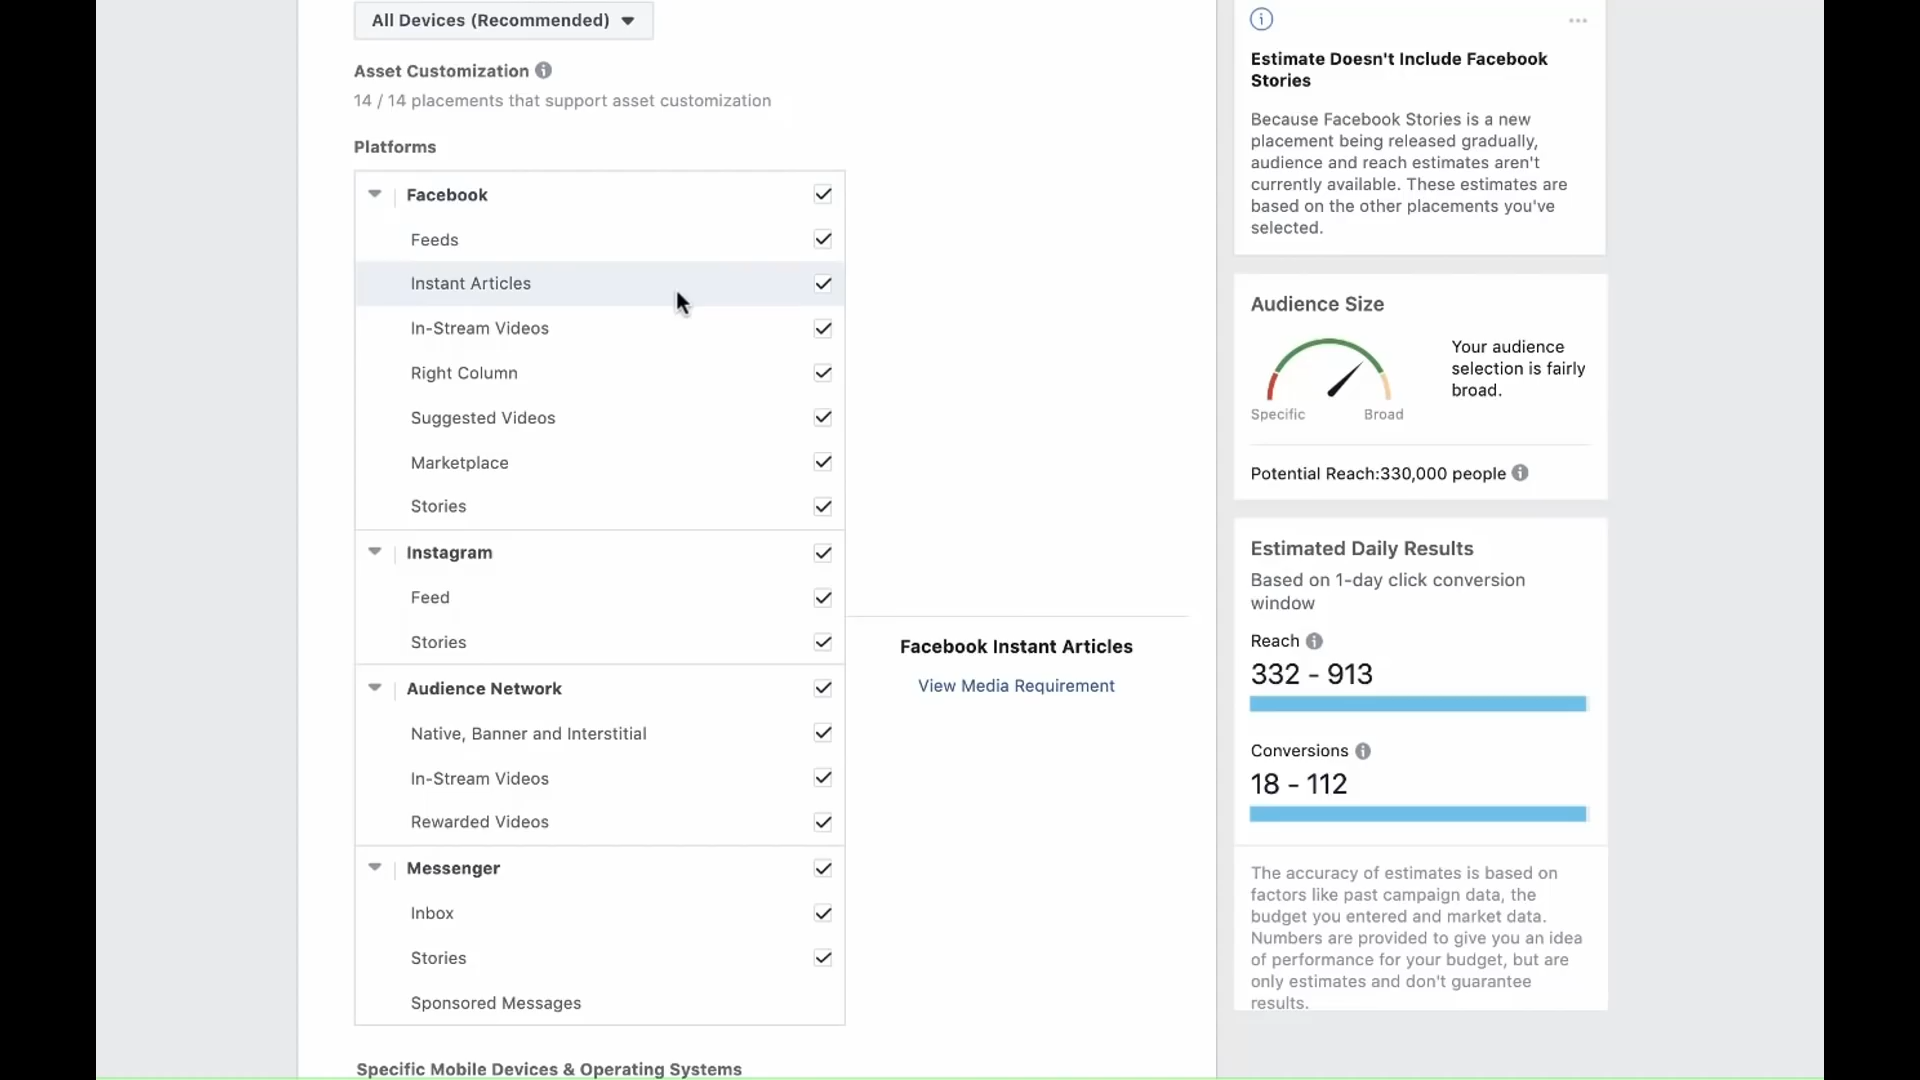 All Devices (Recommended)
Asset Customization
14 / 14 placements that support asset customization
Platforms
Facebook
Feeds
Instant Articles
In-Stream Videos
Right Column
Suggested Videos
Marketplace
Stories
Instagram
Feed
Stories
Audience Network
Native, Banner and Interstitial
In-Stream Videos
Rewarded Videos
Messenger
Inbox
Stories
Sponsored Messages
Specific Mobile Devices & Operating Systems
Facebook Instant Articles
View Media Requirement
Estimate Doesn't Include Facebook
Stories
Because Facebook Stories is a new
placement being released gradually,
audience and reach estimates aren't
currently available. These estimates are
based on the other placements you've
selected.
Audience Size
Your audience
selection is fairly
broad.
Specific
Broad
Potential Reach:330,000 people
Estimated Daily Results
Based on 1-day click conversion
window
Reach
332 - 913
Conversions
18 - 112
The accuracy of estimates is based on
factors like past campaign data, the
budget you entered and market data.
Numbers are provided to give you an idea
of performance for your budget, but are
only estimates and don't guarantee
results.